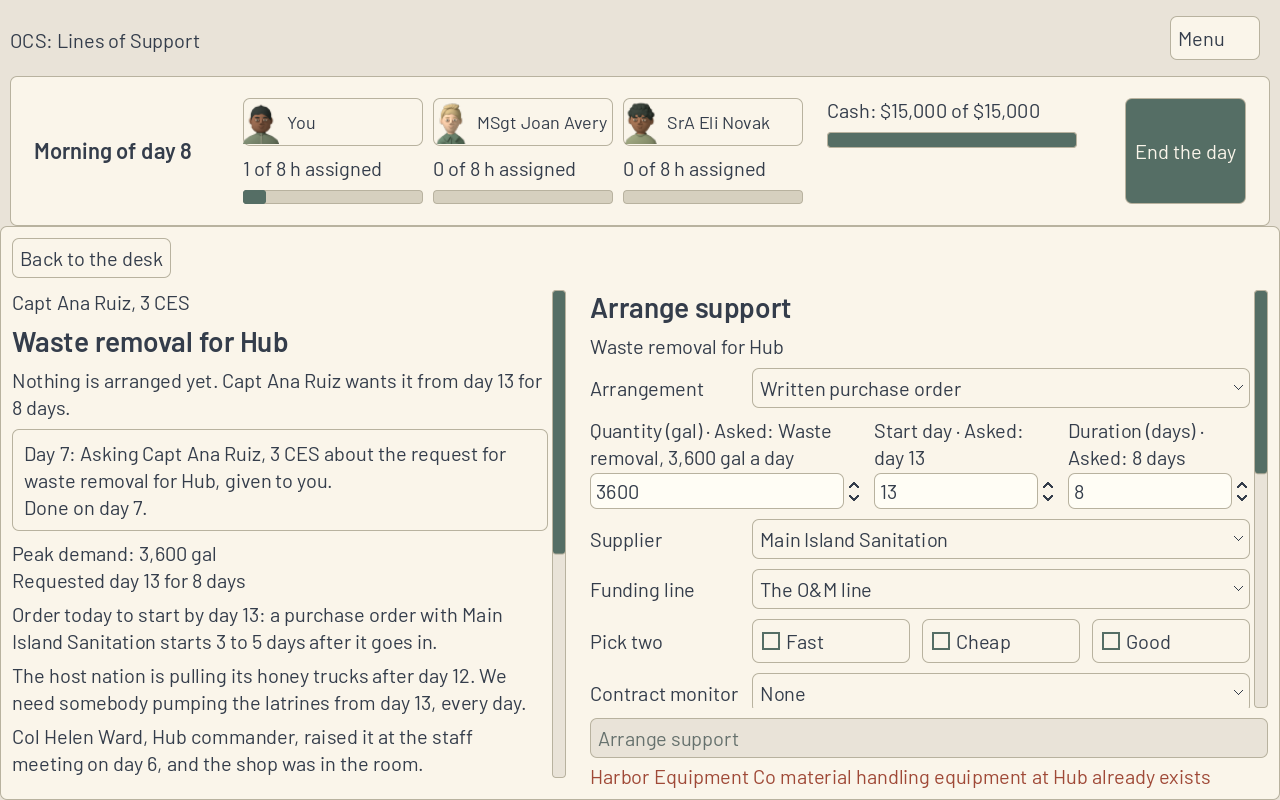 OCS: Lines of Support
Menu
Morning of day 8
You
MSgt Joan Avery
SrA Eli Novak
1 of 8 h assigned
0 of 8 h assigned
0 of 8 h assigned
Cash: $15,000 of $15,000
End the day
Back to the desk
Capt Ana Ruiz, 3 CES
Waste removal for Hub
Nothing is arranged yet. Capt Ana Ruiz wants it from day 13 for
8 days.
Day 7: Asking Capt Ana Ruiz, 3 CES about the request for
waste removal for Hub, given to you.
Done on day 7.
Peak demand: 3,600 gal
Requested day 13 for 8 days
Order today to start by day 13: a purchase order with Main
Island Sanitation starts 3 to 5 days after it goes in.
The host nation is pulling its honey trucks after day 12. We
need somebody pumping the latrines from day 13, every day.
Col Helen Ward, Hub commander, raised it at the staff
meeting on day 6, and the shop was in the room.
Arrange support
Waste removal for Hub
Arrangement
Written purchase order
Quantity (gal) · Asked: Waste
removal, 3,600 gal a day
Start day · Asked:
day 13
Duration (days) ·
Asked: 8 days
3600
13
8
Supplier
Main Island Sanitation
Funding line
The O&M line
Pick two
Fast
Cheap
Good
Contract monitor
None
Arrange support
Harbor Equipment Co material handling equipment at Hub already exists